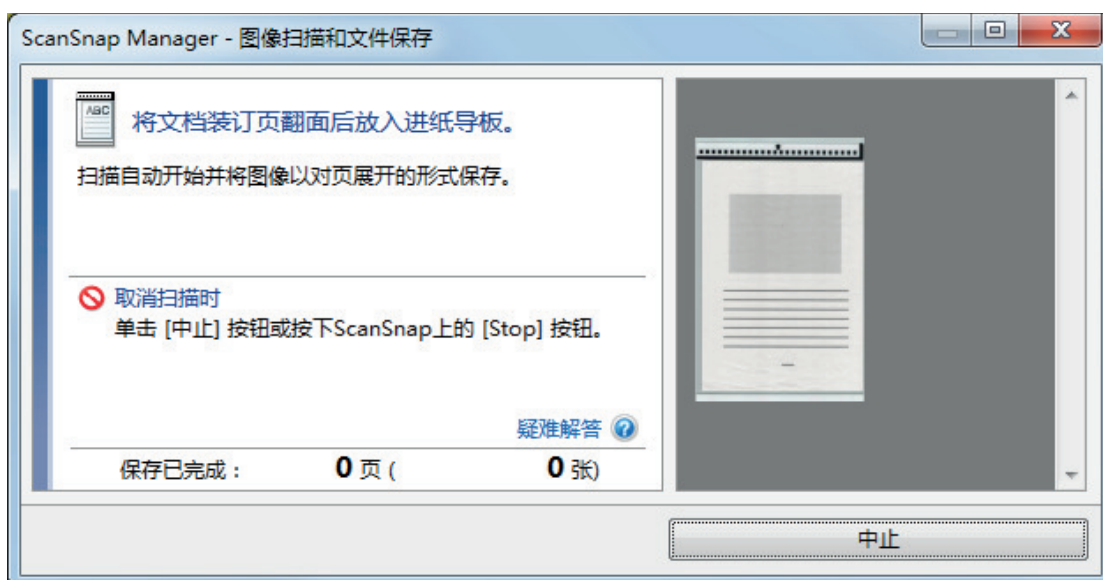 ScanSnap Manager - 图像扫描和文件保存
ABC
将文档装订页翻面后放入进纸导板。
扫描自动开始并将图像以对页展开的形式保存。
取消扫描时
单击 [中止] 按钮或按下ScanSnap上的 [Stop] 按钮。
疑难解答
保存已完成： 0 页 ( 0 张)
中止